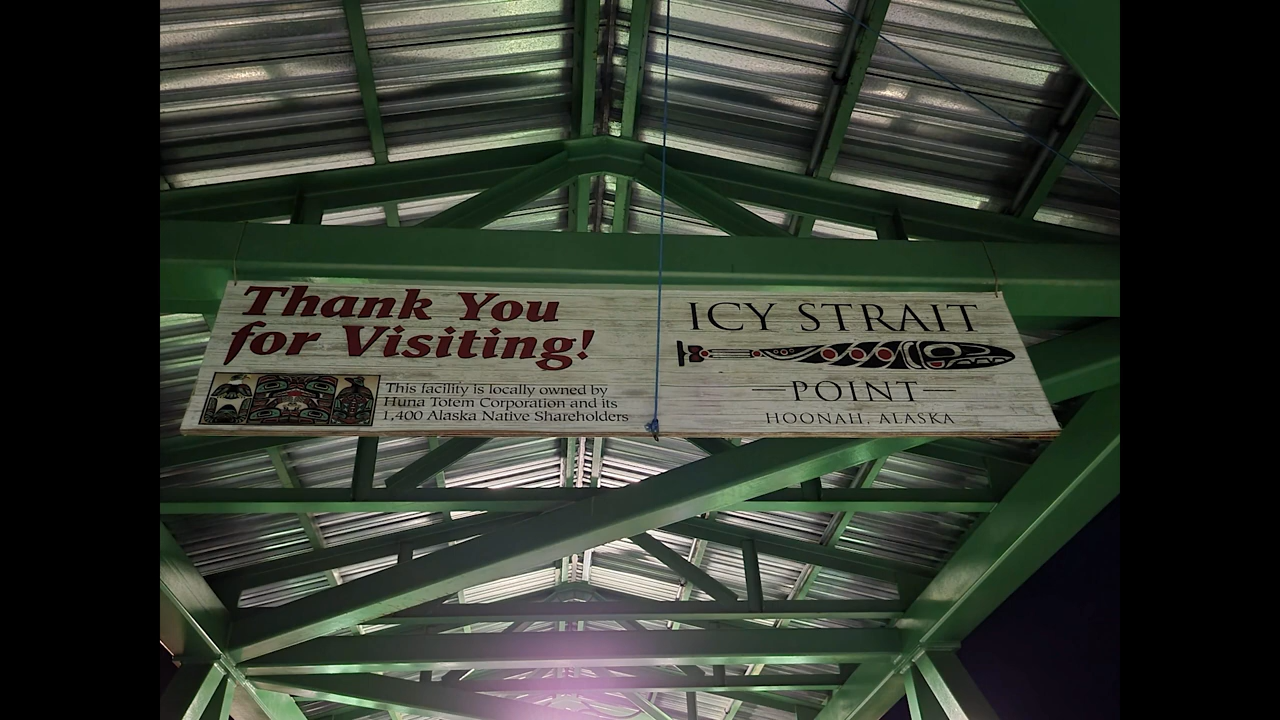 Thank You
for Visiting!
This facility is locally owned by
Huna Totem Corporation and its
1,400 Alaska Native Shareholders
ICY STRAIT
POINT
HOONAH, ALASKA